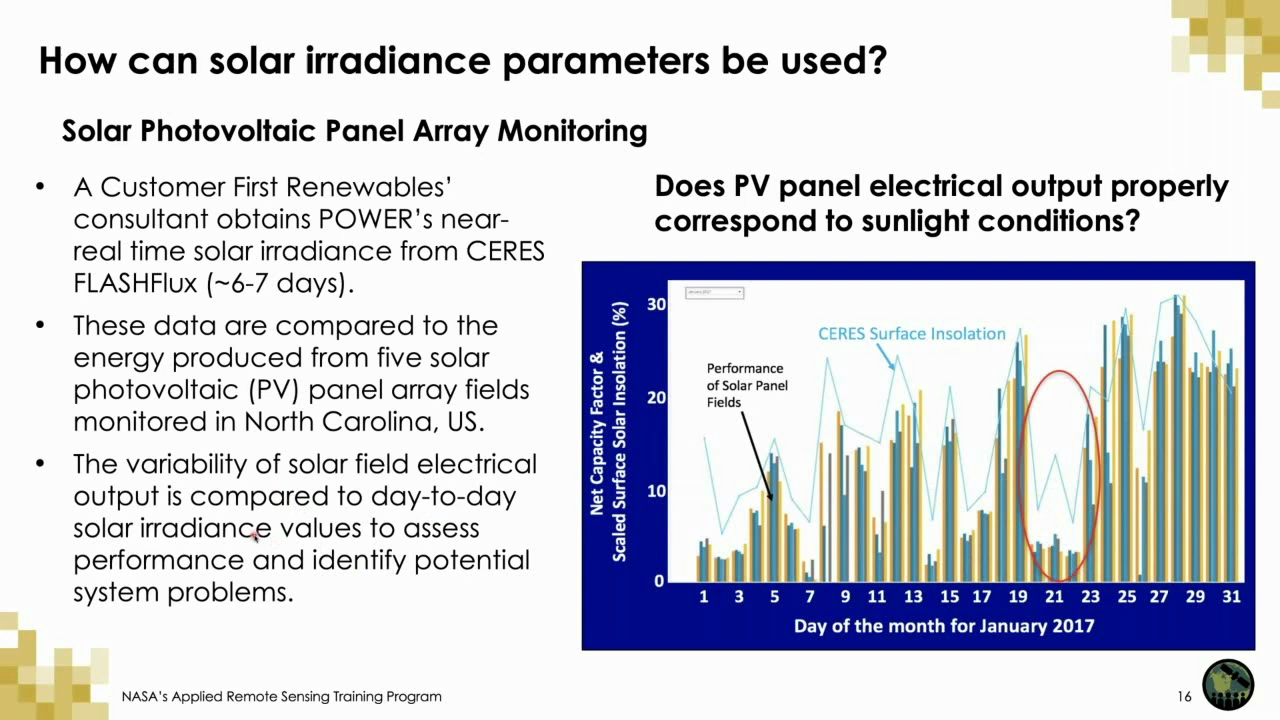 How can solar irradiance parameters be used?
Solar Photovoltaic Panel Array Monitoring
• A Customer First Renewables’
consultant obtains POWER’s near-
real time solar irradiance from CERES
FLASHFlux (~6-7 days).
• These data are compared to the
energy produced from five solar
photovoltaic (PV) panel array fields
monitored in North Carolina, US.
• The variability of solar field electrical
output is compared to day-to-day
solar irradiance values to assess
performance and identify potential
system problems.
Does PV panel electrical output properly
correspond to sunlight conditions?
Net Capacity Factor &
Scaled Surface Solar Insolation (%)
30
20
10
0
January 2017
CERES Surface Insolation
Performance
of Solar Panel
Fields
1 3 5 7 9 11 13 15 17 19 21 23 25 27 29 31
Day of the month for January 2017
NASA’s Applied Remote Sensing Training Program
16